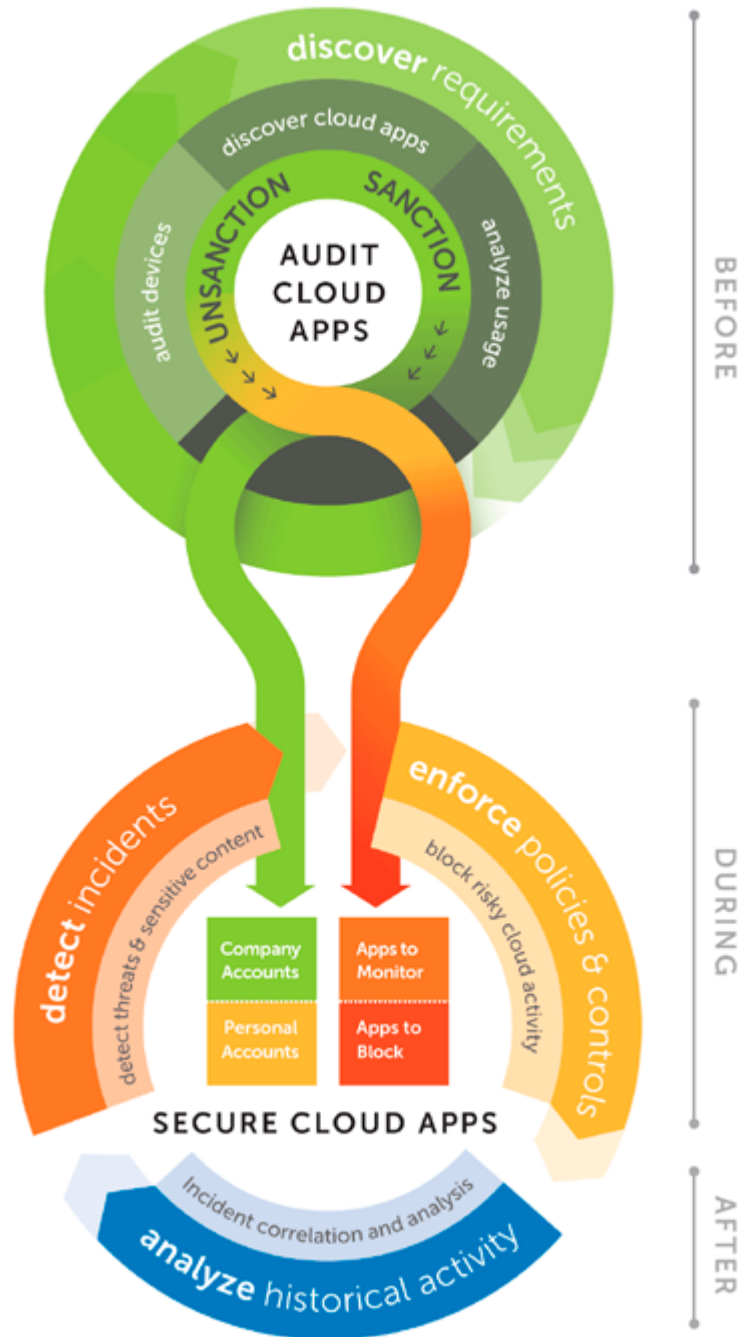 discover requirements
discover cloud apps
audit devices
analyze usage
UNSANCTION
SANCTION
AUDIT
CLOUD
APPS
BEFORE
detect incidents
detect threats & sensitive content
enforce policies & controls
block risky cloud activity
Company
Accounts
Personal
Accounts
Apps to
Monitor
Apps to
Block
SECURE CLOUD APPS
DURING
Incident correlation and analysis
analyze historical activity
AFTER